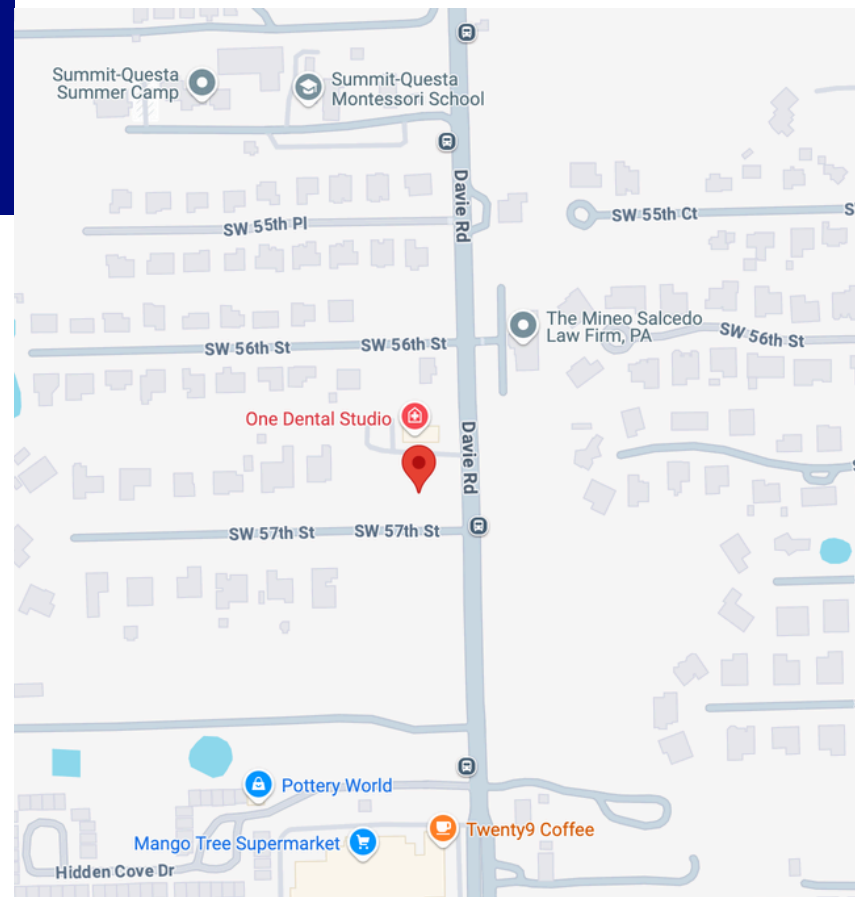 Summit-Questa
Summer Camp
Summit-Questa
Montessori School
Davie Rd
SW 55th Pl
SW 55th Ct
S
The Mineo Salcedo
Law Firm, PA
SW 56th St
SW 56th St
SW 56th St
One Dental Studio
Davie Rd
SW 57th St
SW 57th St
Pottery World
Twenty9 Coffee
Mango Tree Supermarket
Hidden Cove Dr